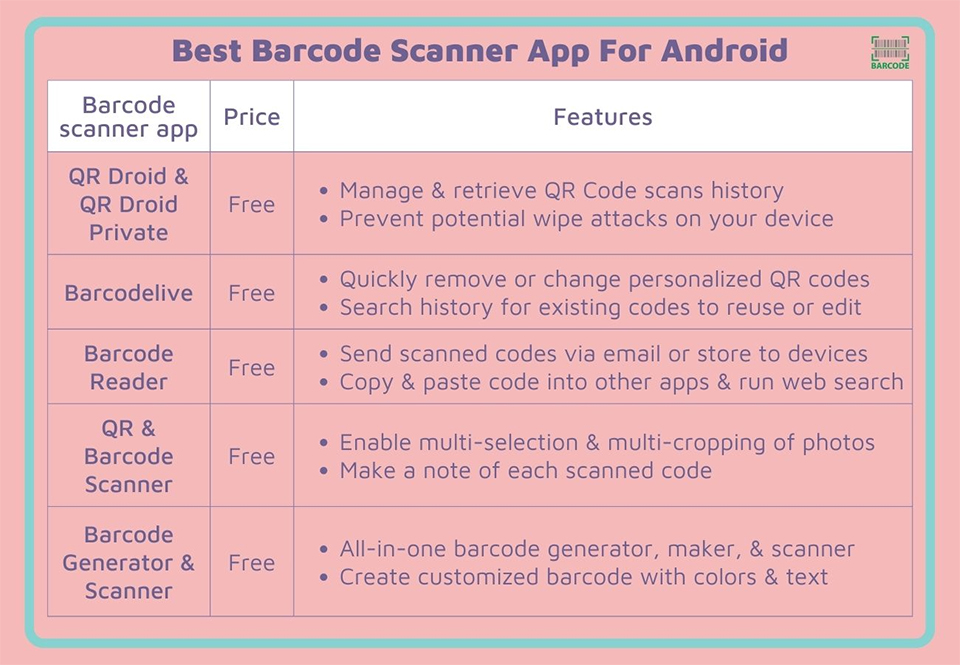 Best Barcode Scanner App For Android
BARCODE
Barcode
scanner app
Price
Features
QR Droid &
QR Droid
Private
Free
• Manage & retrieve QR Code scans history
• Prevent potential wipe attacks on your device
Barcodelive
Free
• Quickly remove or change personalized QR codes
• Search history for existing codes to reuse or edit
Barcode
Reader
Free
• Send scanned codes via email or store to devices
• Copy & paste code into other apps & run web search
QR &
Barcode
Scanner
Free
• Enable multi-selection & multi-cropping of photos
• Make a note of each scanned code
Barcode
Generator &
Scanner
Free
• All-in-one barcode generator, maker, & scanner
• Create customized barcode with colors & text